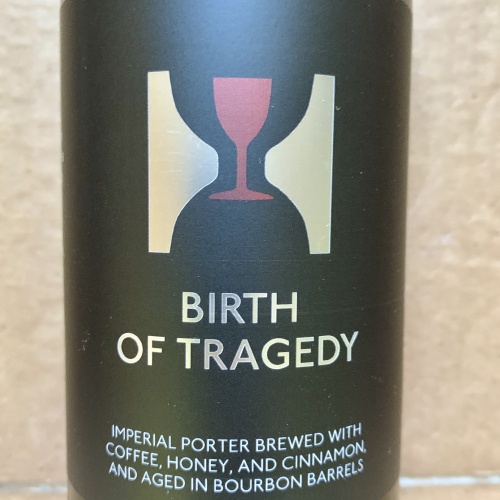 BIRTH
OF TRAGEDY
IMPERIAL PORTER BREWED WITH
COFFEE, HONEY, AND CINNAMON,
AND AGED IN BOURBON BARRELS